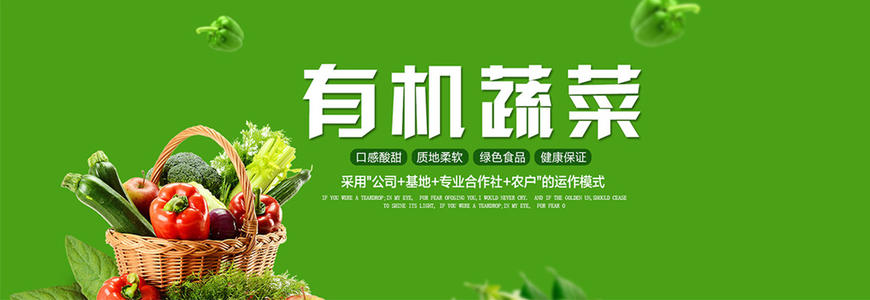 有机蔬菜
口感酸甜 质地柔软 绿色食品 健康保证
采用"公司+基地+专业合作社+农户"的运作模式
IF YOU WERE A TEARDROP;IN MY EYE, FOR FEAR OFOSING YOU,I WOULD NEVER CRY. AND IF THE GOLDEN UN,SHOULD CEASE
TO SHINE ITS LIGHT, IF YOU WERE A TEARDROP;IN MY EYE, FOR FEAR O